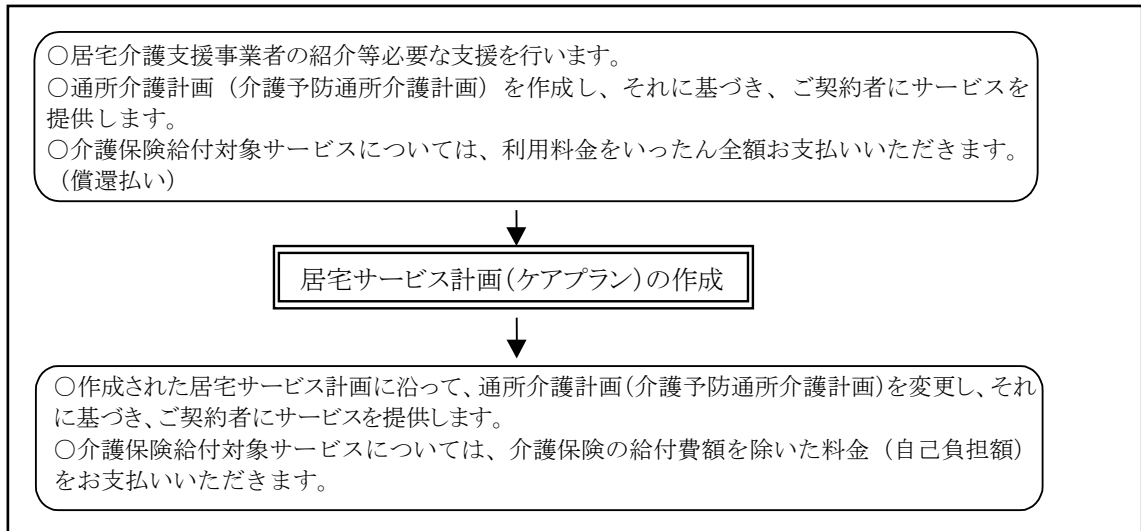 ○居宅介護支援事業者の紹介等必要な支援を行います。
○通所介護計画（介護予防通所介護計画）を作成し、それに基づき、ご契約者にサービスを
提供します。
○介護保険給付対象サービスについては、利用料金をいったん全額お支払いいただきます。
（償還払い）
居宅サービス計画(ケアプラン)の作成
○作成された居宅サービス計画に沿って、通所介護計画(介護予防通所介護計画)を変更し、それ
に基づき、ご契約者にサービスを提供します。
○介護保険給付対象サービスについては、介護保険の給付費額を除いた料金（自己負担額）
をお支払いいただきます。